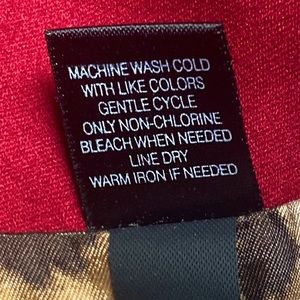 MACHINE WASH COLD
WITH LIKE COLORS
GENTLE CYCLE
ONLY NON-CHLORINE
BLEACH WHEN NEEDED
LINE DRY
WARM IRON IF NEEDED